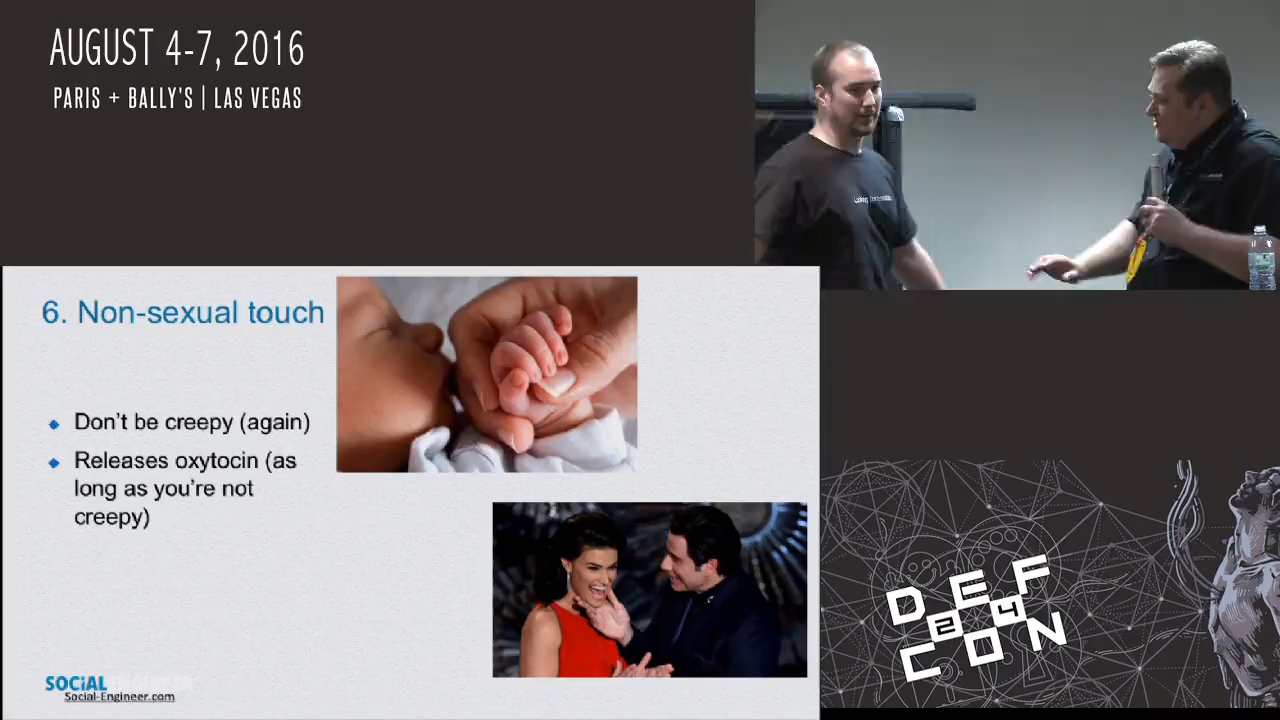 AUGUST 4-7, 2016
PARIS + BALLY'S | LAS VEGAS
6. Non-sexual touch
Don't be creepy (again)
Releases oxytocin (as
long as you're not
creepy)
SOCIAL ENGINEER
Social-Engineer.com
DEF
24
CON